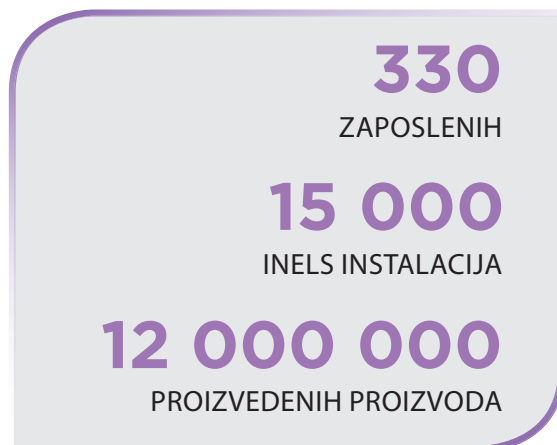 330
ZAPOSLENIH
15 000
INELS INSTALACIJA
12 000 000
PROIZVEDENIH PROIZVODA